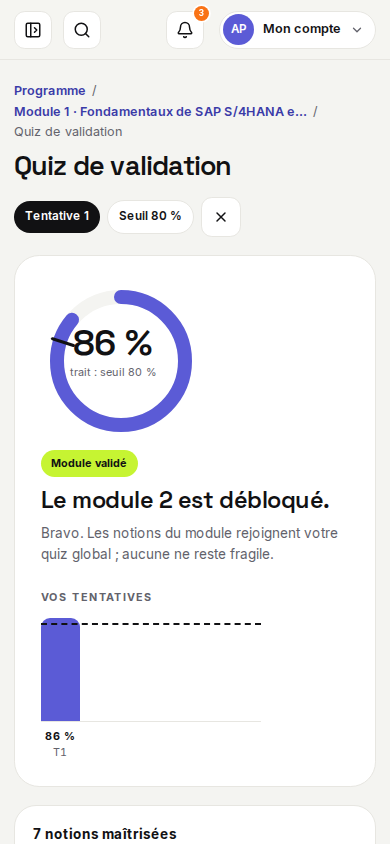 3
AP Mon compte
Programme /
Module 1 · Fondamentaux de SAP S/4HANA e... /
Quiz de validation
Quiz de validation
Tentative 1 Seuil 80 %
86 %
trait : seuil 80 %
Module validé
Le module 2 est débloqué.
Bravo. Les notions du module rejoignent votre
quiz global ; aucune ne reste fragile.
VOS TENTATIVES
86 %
T1
7 notions maîtrisées